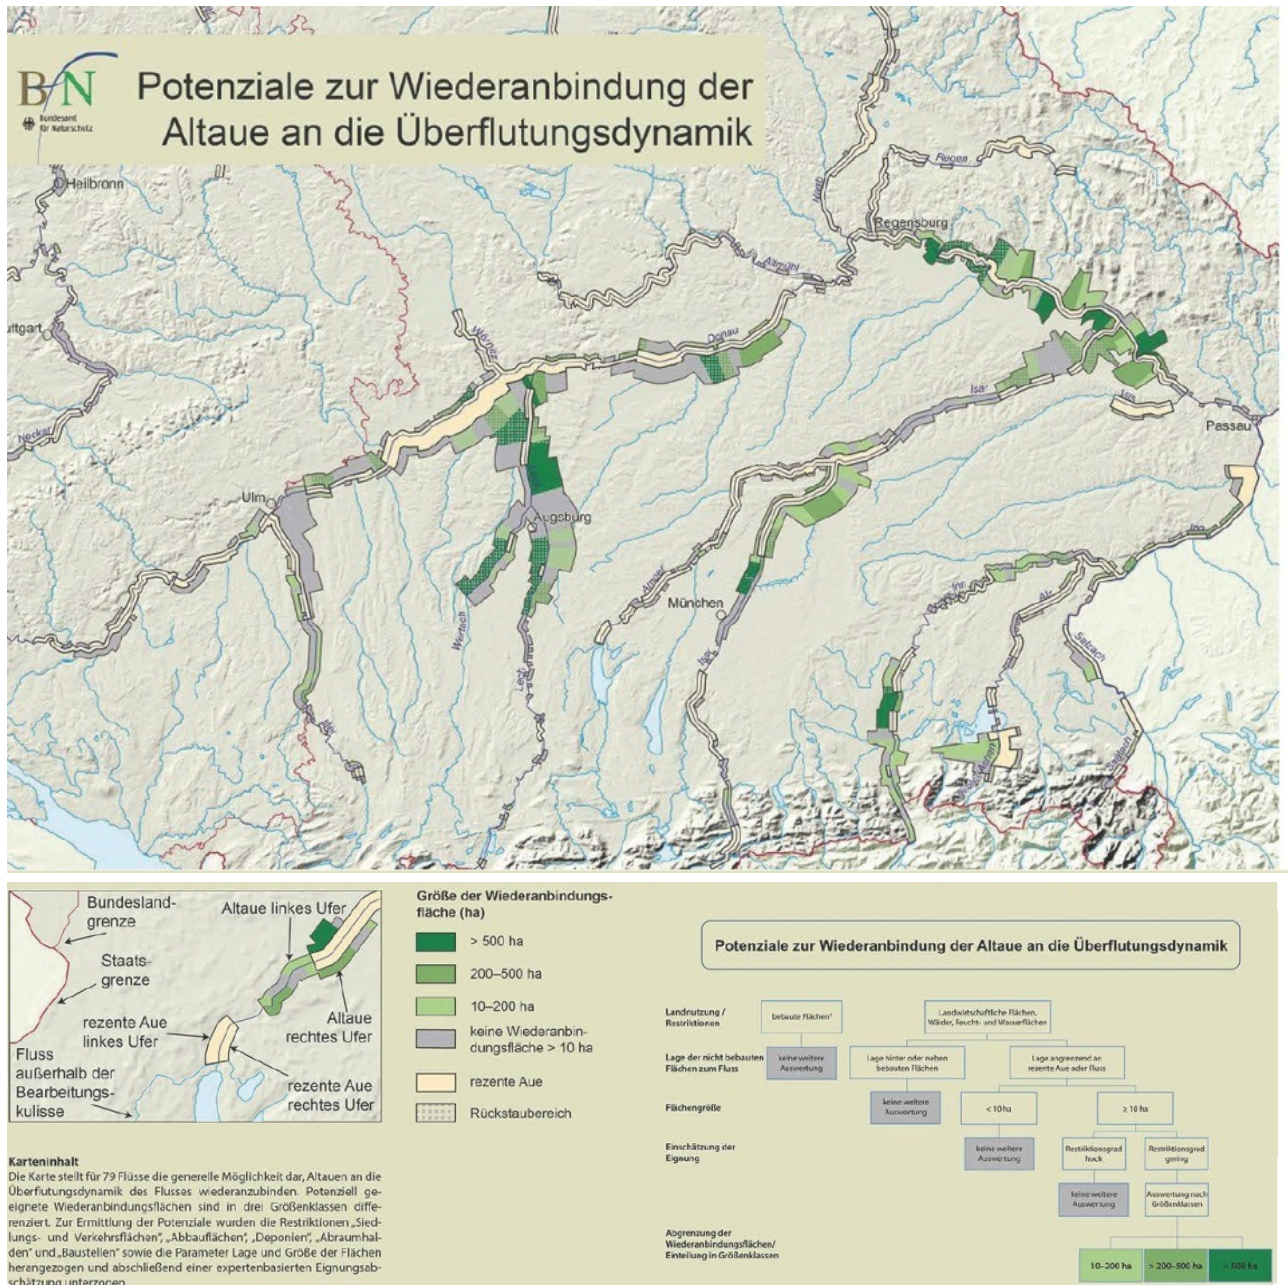 BfN
Bundesamt
für Naturschutz
Potenziale zur Wiederanbindung der
Altaue an die Überflutungsdynamik
Heilbronn
uttgart
Neckar
Wörnitz
Altmühl
Naab
Regen
Regensburg
Donau
Isar
Vils
Passau
Ulm
Augsburg
Wertach
Lech
Iller
Amper
München
Isar
Inn
Inn
Alz
Salzach
Saalach
Bundesland-
grenze
Staats-
grenze
Altaue linkes Ufer
rezente Aue
linkes Ufer
Altaue
rechtes Ufer
Fluss
außerhalb der
Bearbeitungs-
kulisse
rezente Aue
rechtes Ufer
Größe der Wiederanbindungs-
fläche (ha)
> 500 ha
200–500 ha
10–200 ha
keine Wiederanbin-
dungsfläche > 10 ha
rezente Aue
Rückstaubereich
Karteninhalt
Die Karte stellt für 79 Flüsse die generelle Möglichkeit dar, Altauen an die
Überflutungsdynamik des Flusses wiederanzubinden. Potenziell ge-
eignete Wiederanbindungsflächen sind in drei Größenklassen diffe-
renziert. Zur Ermittlung der Potenziale wurden die Restriktionen „Sied-
lungs- und Verkehrsflächen“, „Abbauflächen“, „Deponien“, „Abraumhal-
den“ und „Baustellen“ sowie die Parameter Lage und Größe der Flächen
herangezogen und abschließend einer expertenbasierten Eignungsab-
schätzung unterzogen.
Potenziale zur Wiederanbindung der Altaue an die Überflutungsdynamik
Landnutzung /
Restriktionen
bebaute Flächen*
Landwirtschaftliche Flächen,
Wälder, Feucht- und Wasserflächen
Lage der nicht bebauten
Flächen zum Fluss
keine weitere
Auswertung
Lage hinter oder neben
bebauten Flächen
Lage angrenzend an
rezente Aue oder Fluss
Flächengröße
keine weitere
Auswertung
< 10 ha
≥ 10 ha
Einschätzung der
Eignung
keine weitere
Auswertung
Restriktionsgrad
hoch
Restriktionsgrad
gering
keine weitere
Auswertung
Auswertung nach
Größenklassen
Abgrenzung der
Wiederanbindungsflächen/
Einteilung in Größenklassen
10–200 ha
> 200–500 ha
> 500 ha